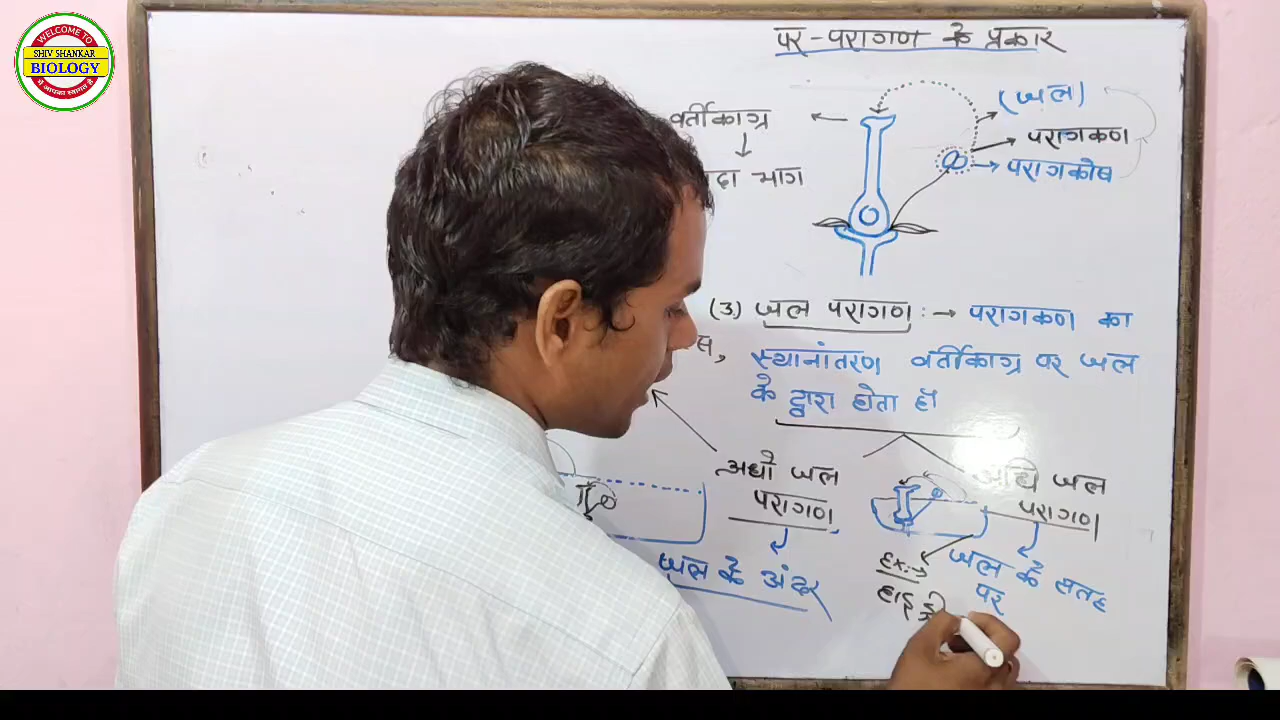 WELCOME TO
SHIV SHANKAR
BIOLOGY
में आपका स्वागत है
पर-परागण के प्रकार
वर्तीकाग्र
(जल)
परागकण
परागकोष
भाग
(3) जल परागण :→ परागकण का
स्थानांतरण वर्तीकाग्र पर जल
के द्वारा होता है
अधो जल
परागण
जल के अंदर
अधि जल
परागण
जल के सतह
पर
Ex:→